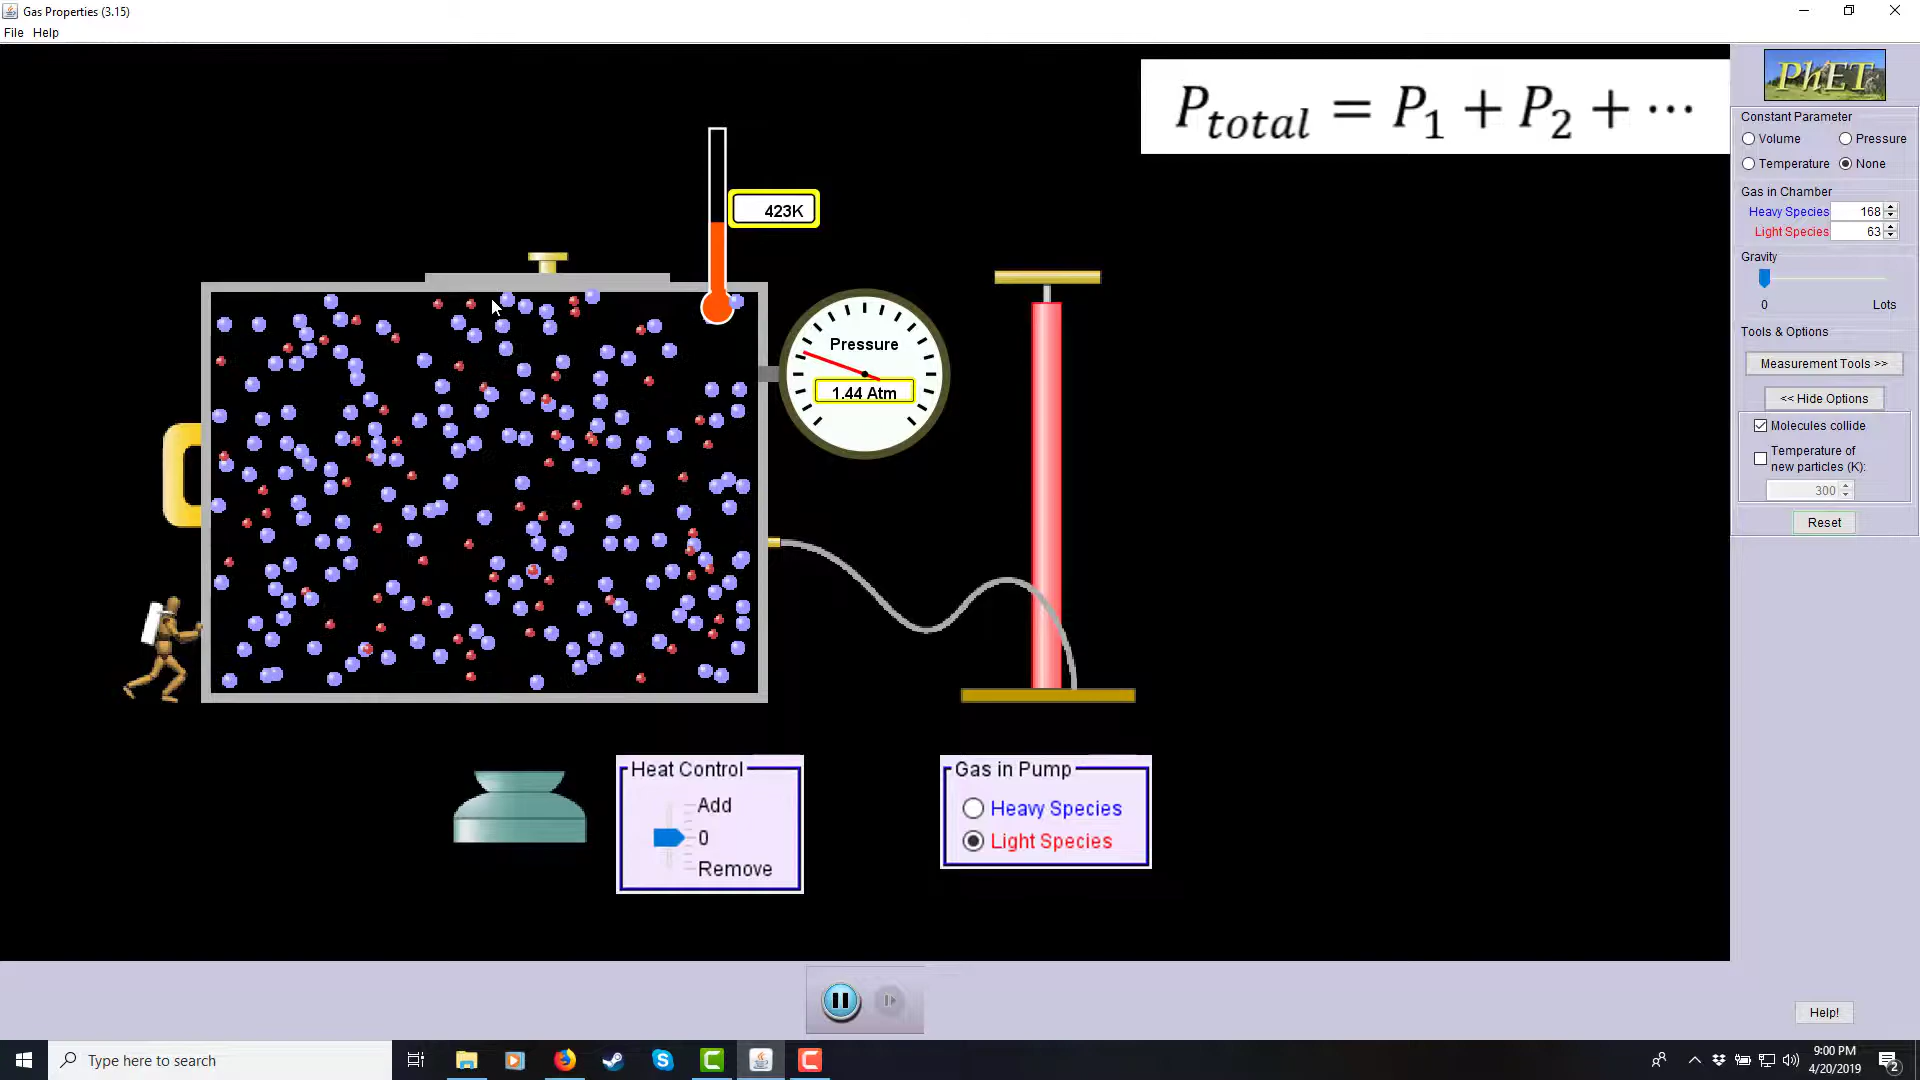 Gas Properties (3.15)
File Help
P_total = P_1 + P_2 + ⋯
PhET
Constant Parameter
Volume Pressure
Temperature None
Gas in Chamber
Heavy Species 168
Light Species 63
Gravity
0 Lots
Tools & Options
Measurement Tools >>
<< Hide Options
Molecules collide
Temperature of
new particles (K):
300
Reset
423K
Pressure
1.44 Atm
Heat Control
Add
0
Remove
Gas in Pump
Heavy Species
Light Species
Help!
Type here to search
9:00 PM
4/20/2019
2